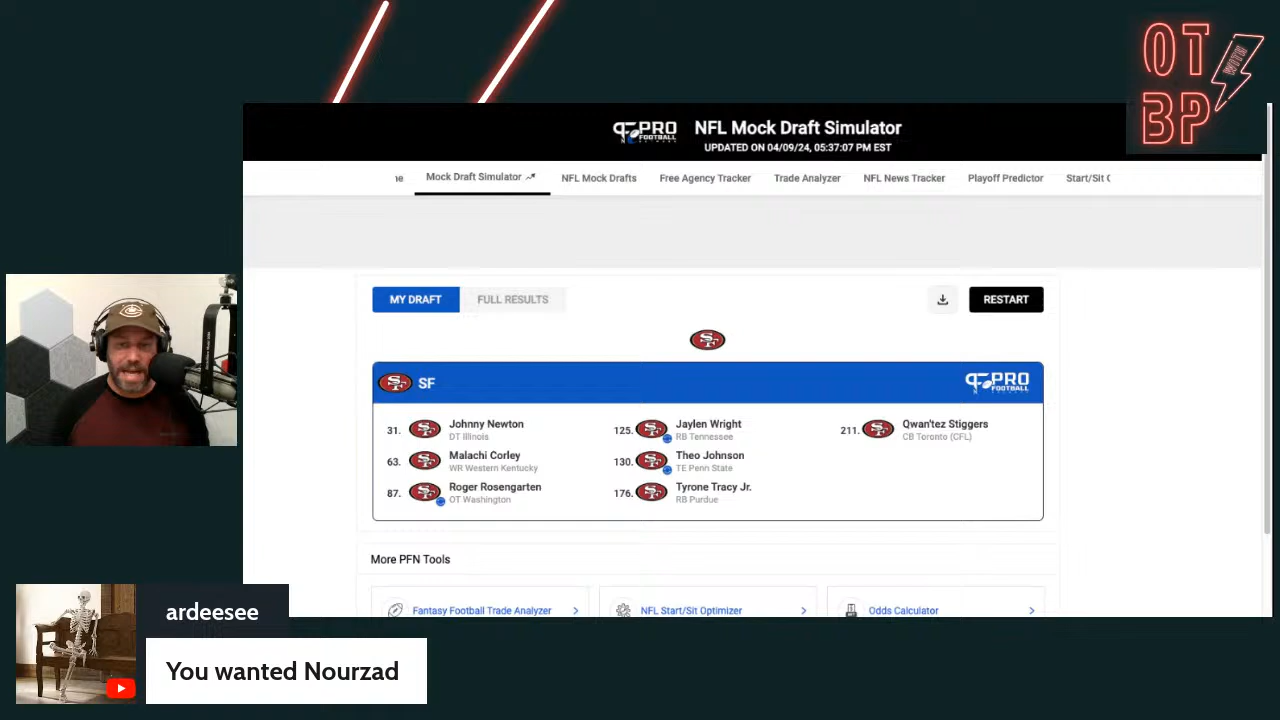 OT
WITH
BP
PRO
FOOTBALL
NETWORK
NFL Mock Draft Simulator
UPDATED ON 04/09/24, 05:37:07 PM EST
Mock Draft Simulator
NFL Mock Drafts
Free Agency Tracker
Trade Analyzer
NFL News Tracker
Playoff Predictor
Start/Sit
MY DRAFT
FULL RESULTS
RESTART
SF
SF
PRO
FOOTBALL
31.
Johnny Newton
DT Illinois
63.
Malachi Corley
WR Western Kentucky
87.
Roger Rosengarten
OT Washington
125.
Jaylen Wright
RB Tennessee
130.
Theo Johnson
TE Penn State
176.
Tyrone Tracy Jr.
RB Purdue
211.
Qwan'tez Stiggers
CB Toronto (CFL)
More PFN Tools
Fantasy Football Trade Analyzer
NFL Start/Sit Optimizer
Odds Calculator
ardeesee
You wanted Nourzad